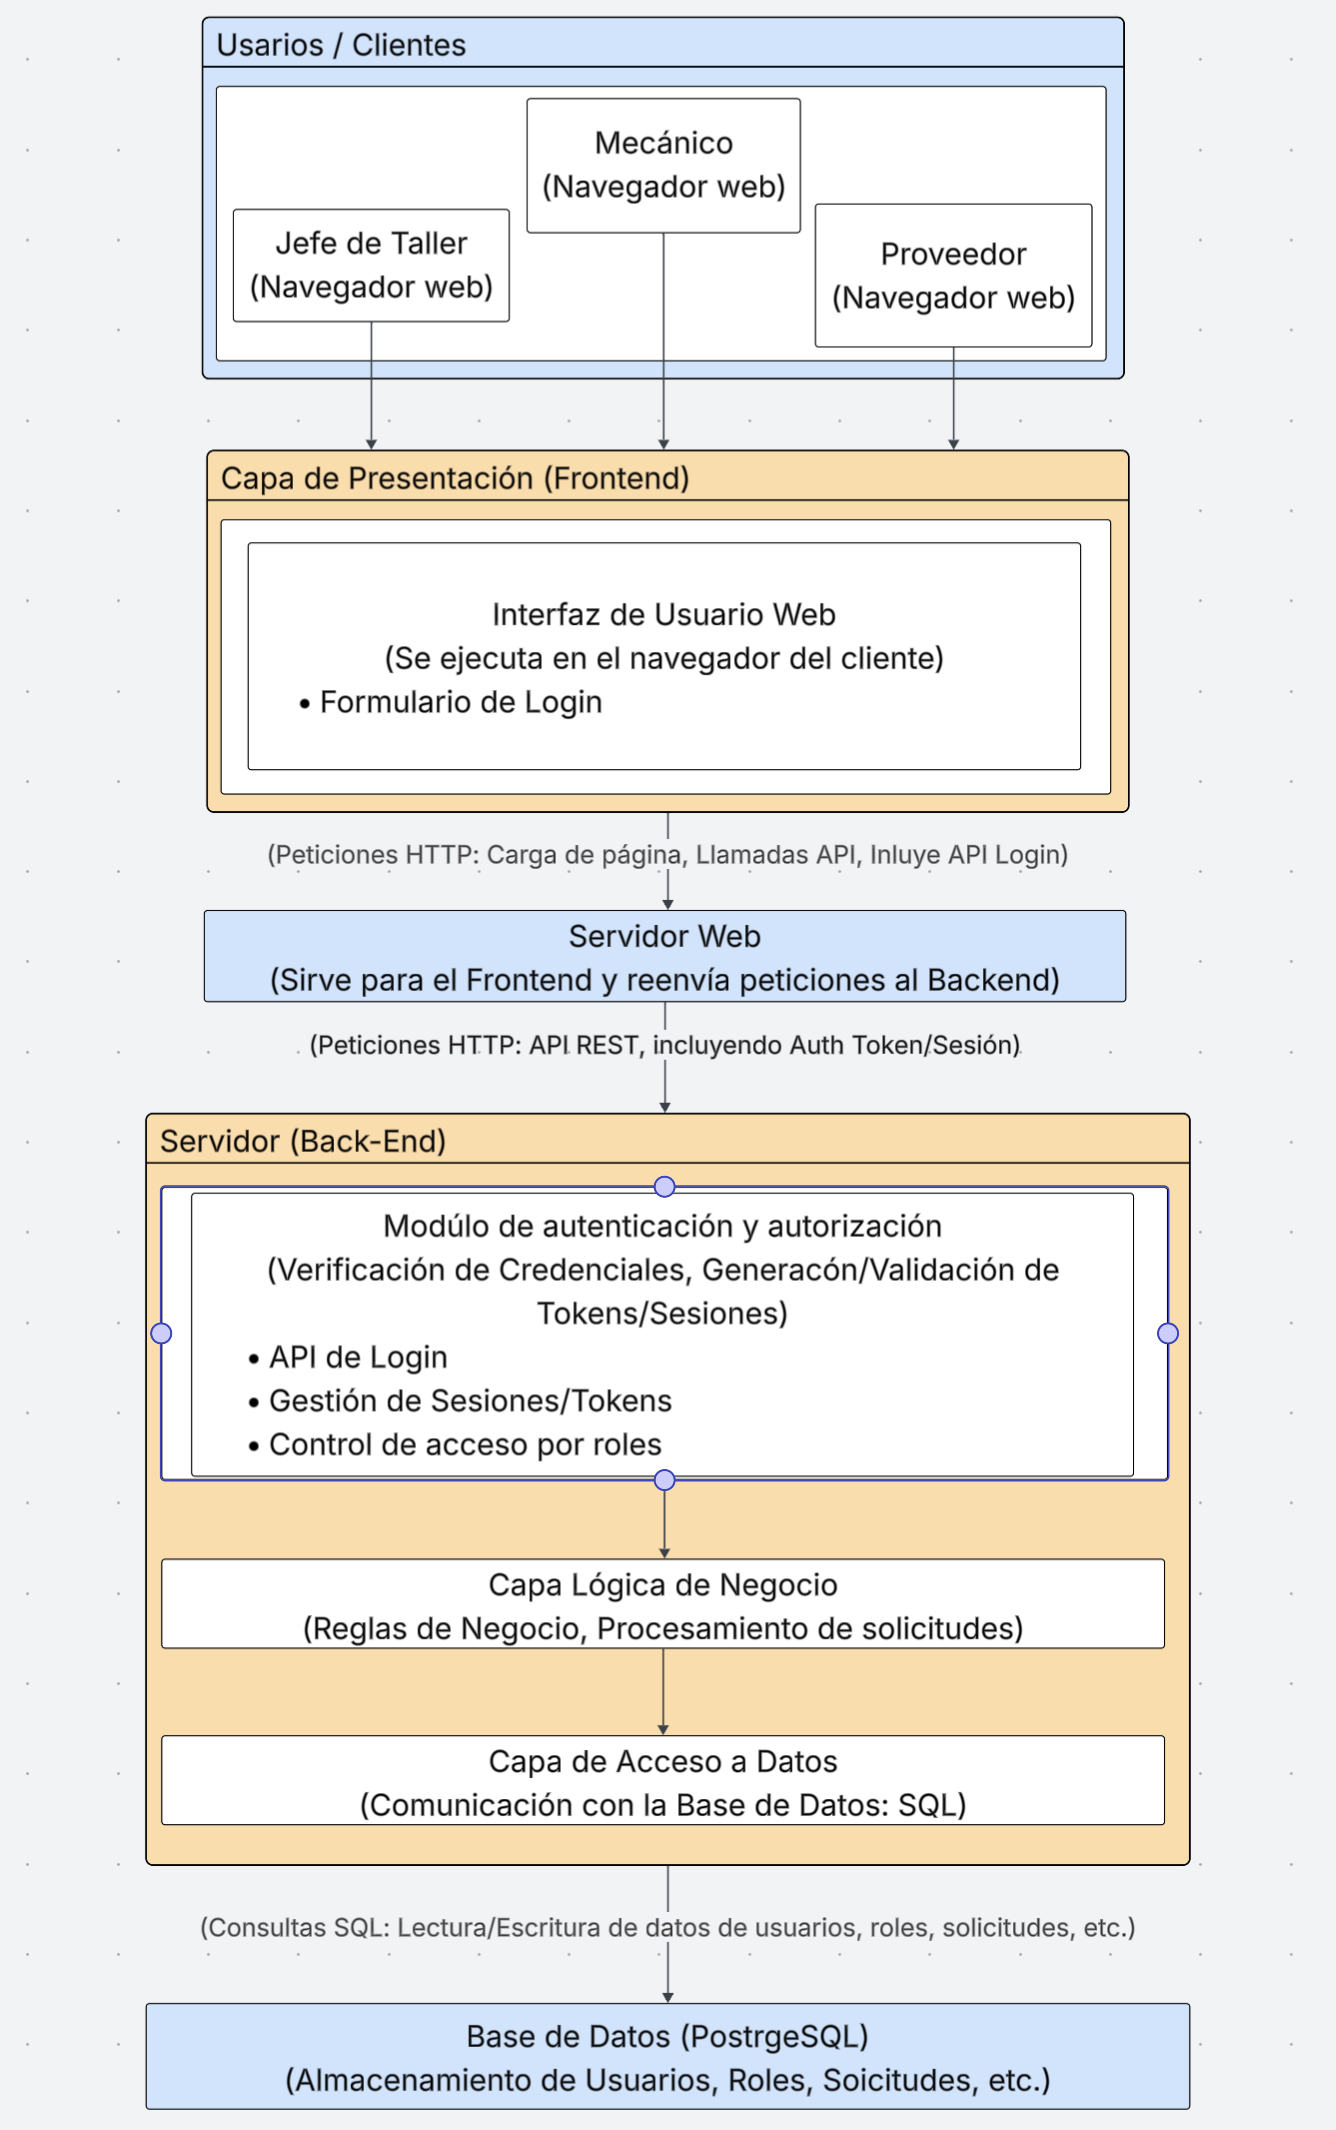 Usarios / Clientes
Mecánico
(Navegador web)
Jefe de Taller
(Navegador web)
Proveedor
(Navegador web)
Capa de Presentación (Frontend)
Interfaz de Usuario Web
(Se ejecuta en el navegador del cliente)
• Formulario de Login
(Peticiones HTTP: Carga de página, Llamadas API, Inluye API Login)
Servidor Web
(Sirve para el Frontend y reenvía peticiones al Backend)
(Peticiones HTTP: API REST, incluyendo Auth Token/Sesión)
Servidor (Back-End)
Modúlo de autenticación y autorización
(Verificación de Credenciales, Generacón/Validación de
Tokens/Sesiones)
• API de Login
• Gestión de Sesiones/Tokens
• Control de acceso por roles
Capa Lógica de Negocio
(Reglas de Negocio, Procesamiento de solicitudes)
Capa de Acceso a Datos
(Comunicación con la Base de Datos: SQL)
(Consultas SQL: Lectura/Escritura de datos de usuarios, roles, solicitudes, etc.)
Base de Datos (PostrgeSQL)
(Almacenamiento de Usuarios, Roles, Soicitudes, etc.)